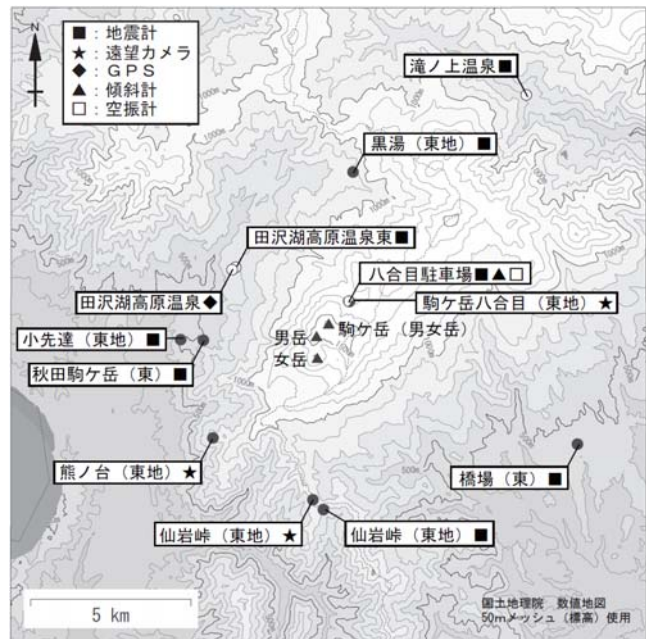 ■：地震計
★：遠望カメラ
◆：ＧＰＳ
▲：傾斜計
□：空振計
滝ノ上温泉■
黒湯（東地）■
田沢湖高原温泉東■
八合目駐車場■▲□
田沢湖高原温泉◆
駒ケ岳八合目（東地）★
駒ケ岳（男女岳）
男岳
小先達（東地）■
女岳
秋田駒ケ岳（東）■
熊ノ台（東地）★
橋場（東）■
仙岩峠（東地）★
仙岩峠（東地）■
5 km
国土地理院　数値地図
50mメッシュ（標高）使用
1000m
1000m
1000m
500m
500m
500m